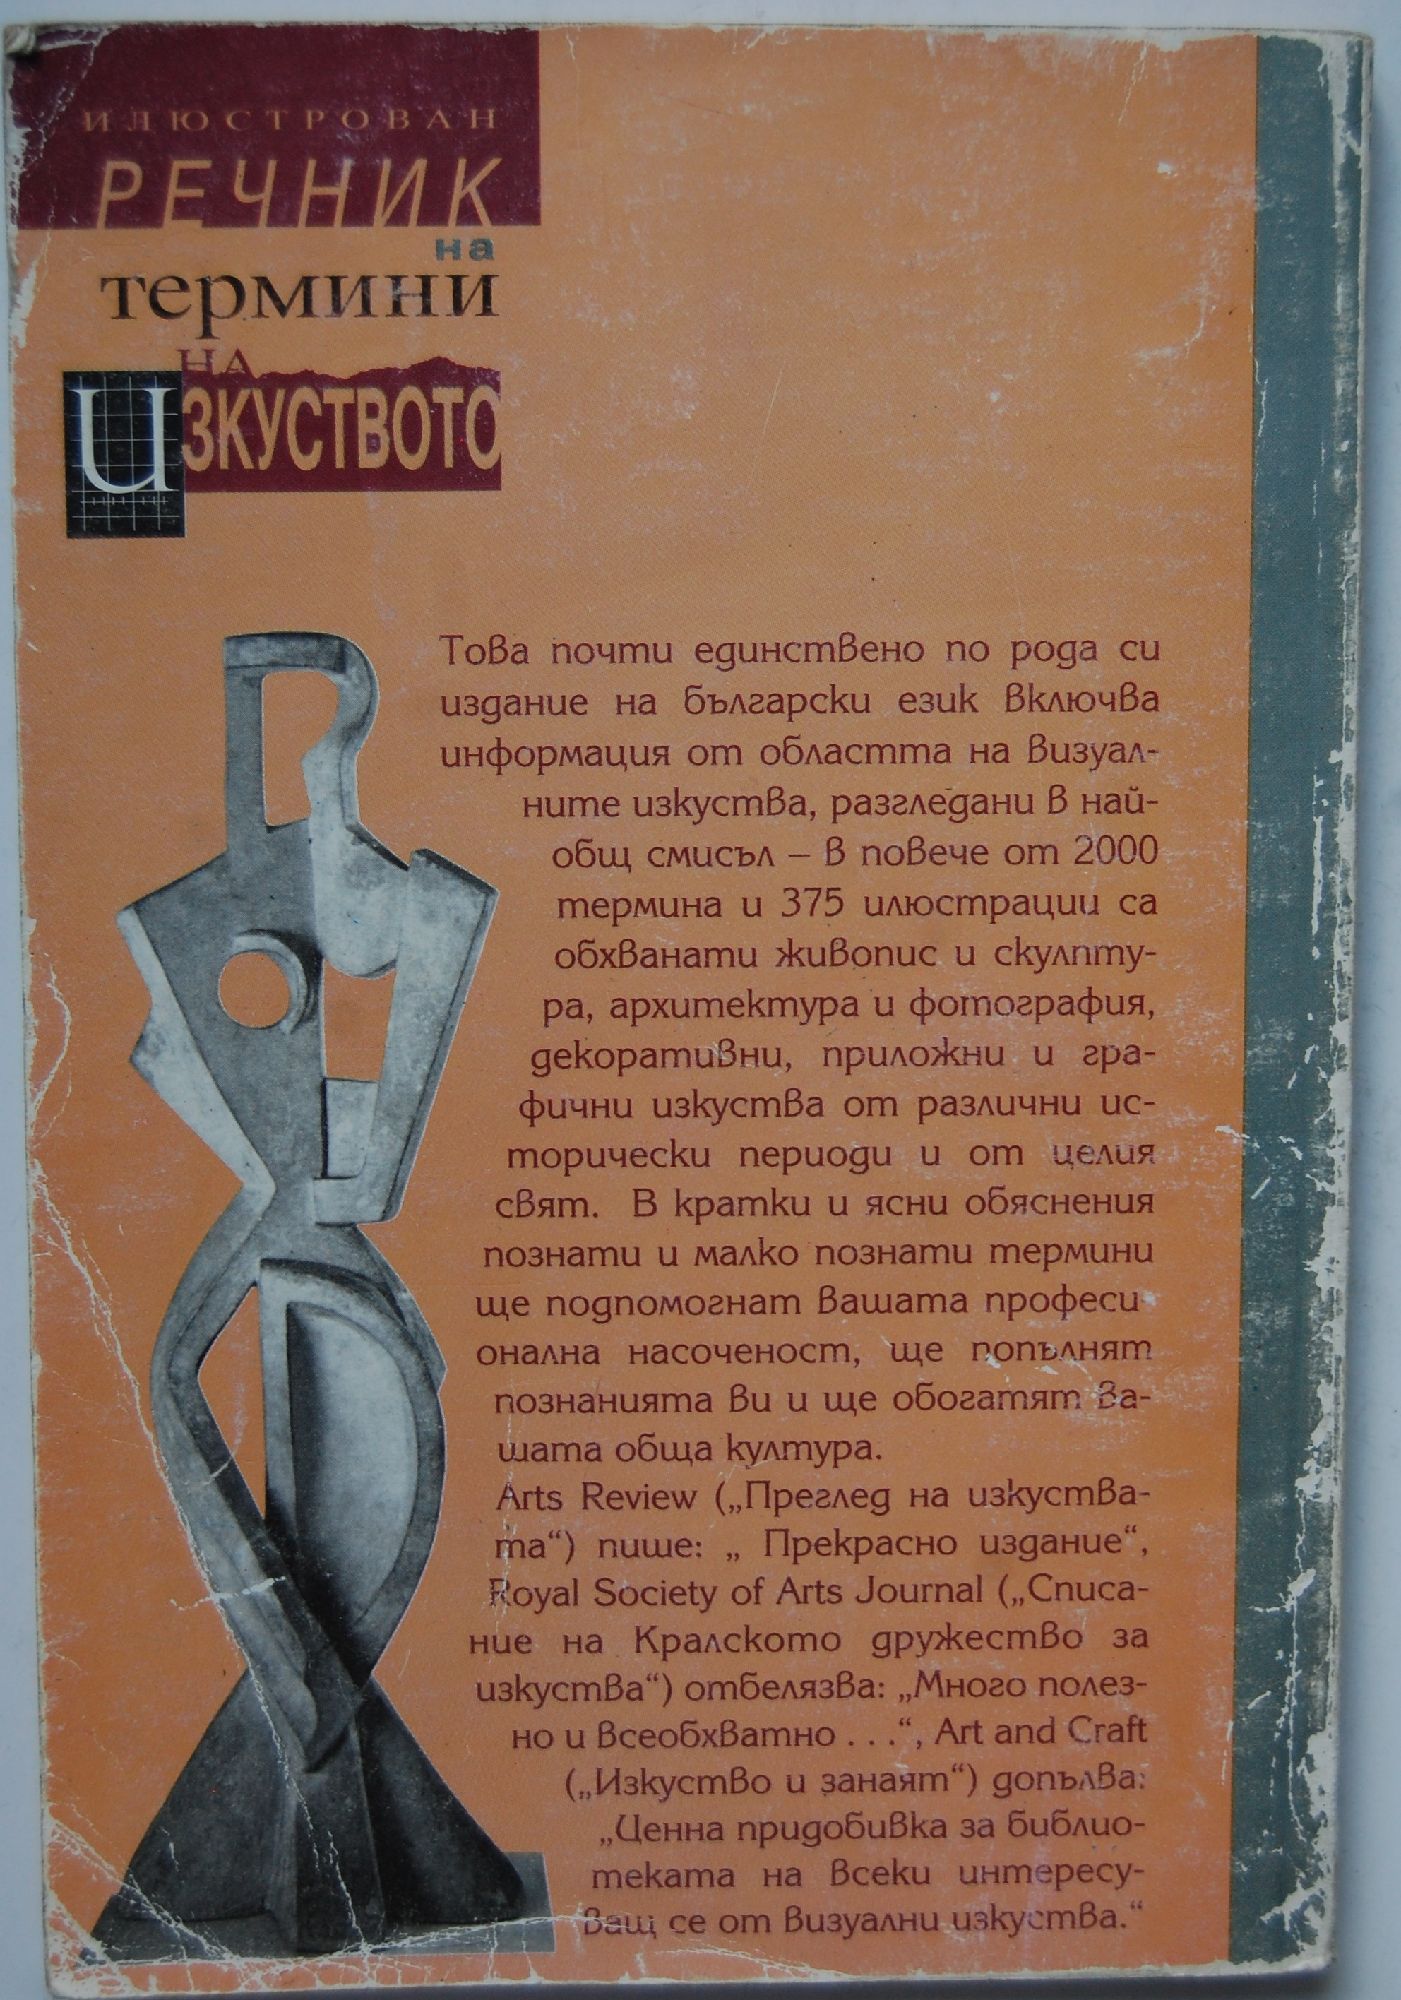 ИЛЮСТРОВАН
РЕЧНИК
на
термини
НА
ИЗКУСТВОТО
Това почти единствено по рода си
издание на български език включва
информация от областта на визуал-
ните изкуства, разгледани в най-
общ смисъл – в повече от 2000
термина и 375 илюстрации са
обхванати живопис и скулпту-
ра, архитектура и фотография,
декоративни, приложни и гра-
фични изкуства от различни ис-
торически периоди и от целия
свят. В кратки и ясни обяснения
познати и малко познати термини
ще подпомогнат вашата професи-
онална насоченост, ще попълнят
познанията ви и ще обогатят ва-
шата обща култура.
Arts Review („Преглед на изкуства-
та“) пише: „ Прекрасно издание“,
Royal Society of Arts Journal („Списа-
ние на Кралското дружество за
изкуства“) отбелязва: „Много полез-
но и всеобхватно . . .“, Art and Craft
(„Изкуство и занаят“) допълва:
„Ценна придобивка за библио-
теката на всеки интересу-
ващ се от визуални изкуства.“